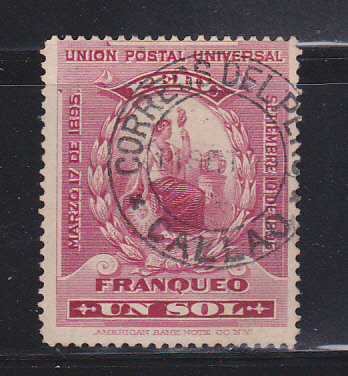 UNION POSTAL UNIVERSAL
PERU
MARZO 17 DE 1895.
SETIEMBRE 10 DE 1895
CORREOS DEL PERU
CALLAO
FRANQUEO
UN SOL
AMERICAN BANK NOTE CO. N.Y.